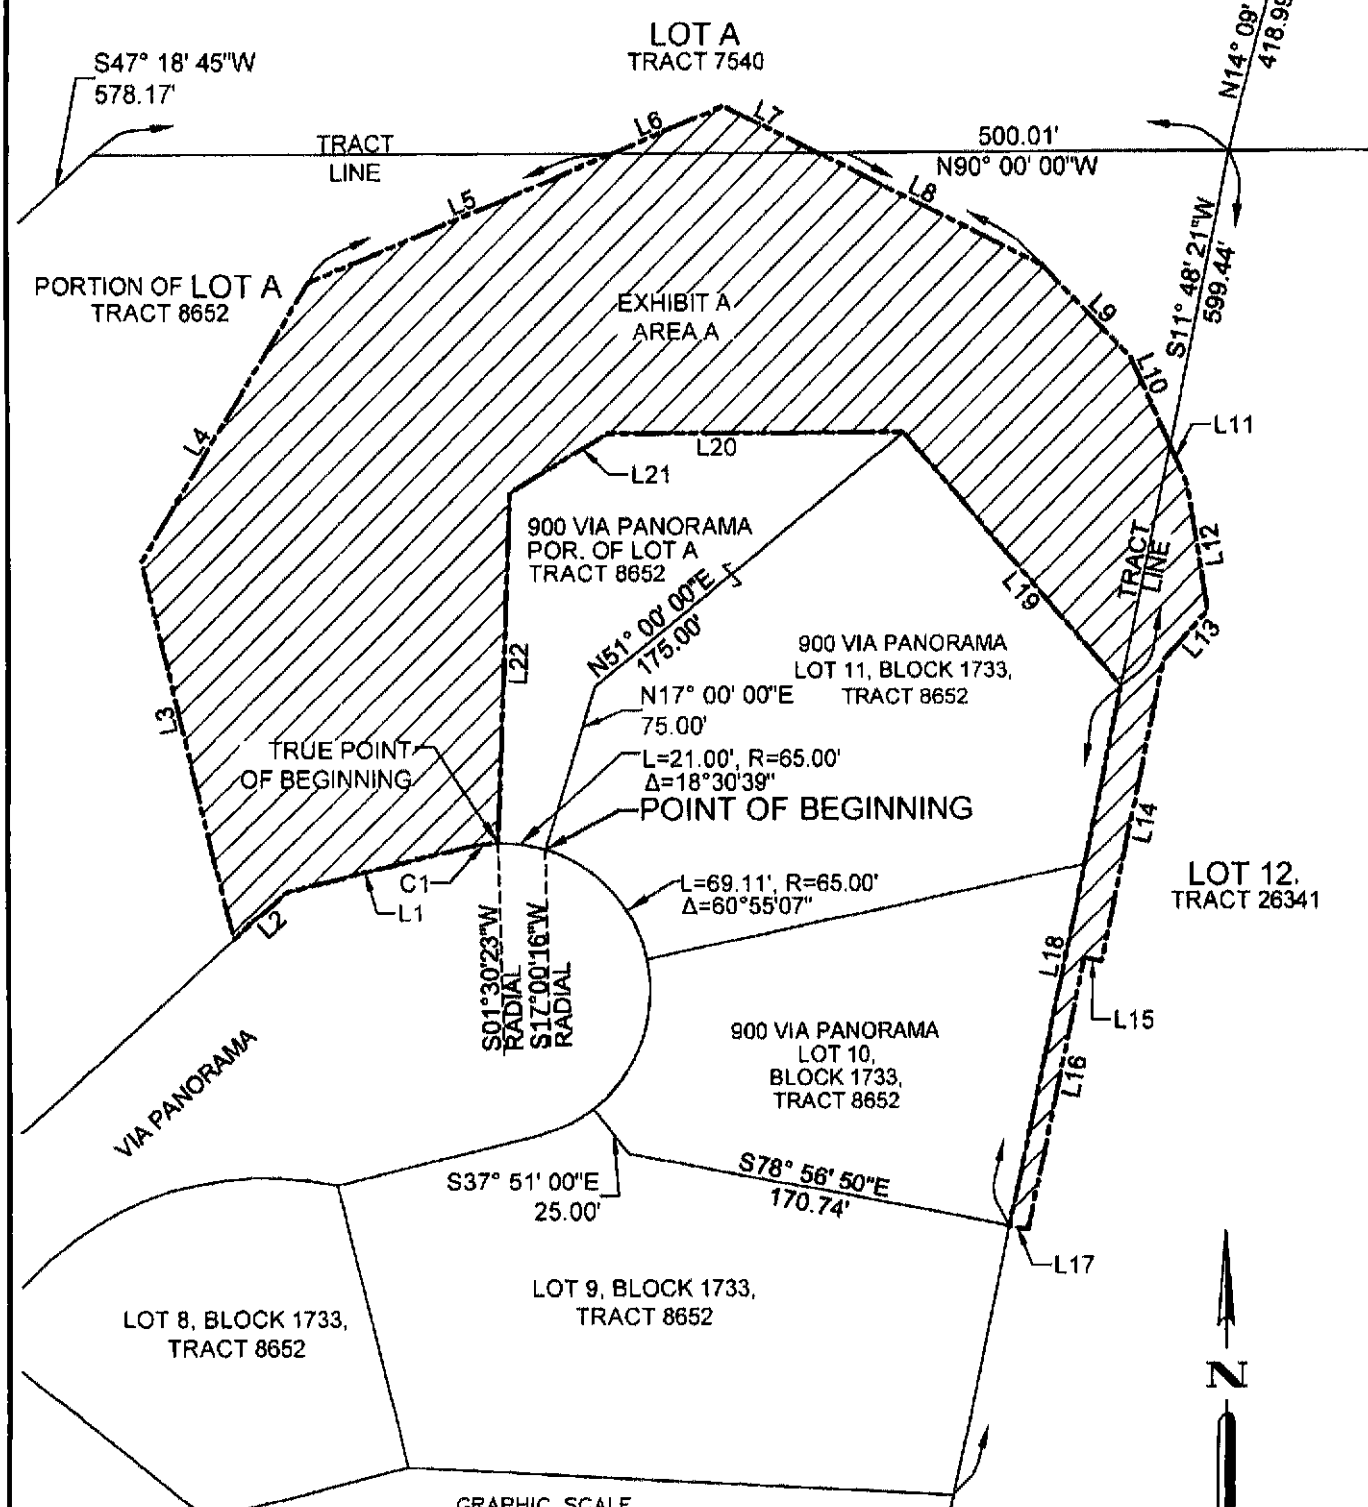 LOT A
TRACT 7540
S47° 18' 45"W
578.17'
N14° 09'
418.99
TRACT
LINE
L6
L7
500.01'
N90° 00' 00"W
L5
L8
PORTION OF LOT A
TRACT 8652
EXHIBIT A
AREA A
S11° 48' 21"W
599.44'
L9
L10
L4
L20
L11
L21
900 VIA PANORAMA
POR. OF LOT A
TRACT 8652
TRACT
LINE
L12
L19
L13
N51° 00' 00"E
175.00'
900 VIA PANORAMA
LOT 11, BLOCK 1733,
TRACT 8652
L22
N17° 00' 00"E
75.00'
L3
TRUE POINT
OF BEGINNING
L=21.00', R=65.00'
Δ=18°30'39"
POINT OF BEGINNING
L14
C1
L1
L2
L=69.11', R=65.00'
Δ=60°55'07"
LOT 12,
TRACT 26341
S01°30'23"W
RADIAL
S17°00'16"W
RADIAL
L18
L15
900 VIA PANORAMA
LOT 10,
BLOCK 1733,
TRACT 8652
L16
VIA PANORAMA
S37° 51' 00"E
25.00'
S78° 56' 50"E
170.74'
L17
LOT 9, BLOCK 1733,
TRACT 8652
LOT 8, BLOCK 1733,
TRACT 8652
N
GRAPHIC SCALE